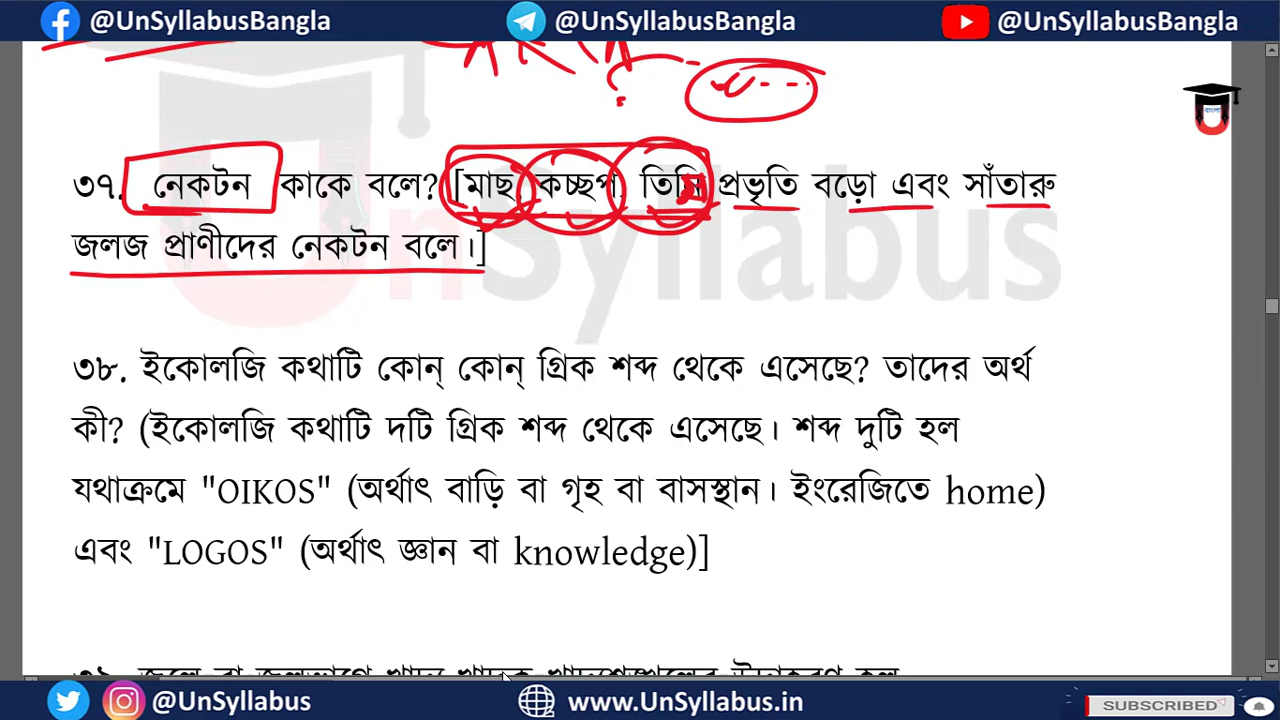 @UnSyllabusBangla @UnSyllabusBangla @UnSyllabusBangla
৩৭. নেকটন কাকে বলে? [মাছ কচ্ছপ তিমি প্রভৃতি বড়ো এবং সাঁতারু
জলজ প্রাণীদের নেকটন বলে।]
UnSyllabus
৩৮. ইকোলজি কথাটি কোন্ কোন্ গ্রিক শব্দ থেকে এসেছে? তাদের অর্থ
কী? (ইকোলজি কথাটি দটি গ্রিক শব্দ থেকে এসেছে। শব্দ দুটি হল
যথাক্রমে "OIKOS" (অর্থাৎ বাড়ি বা গৃহ বা বাসস্থান। ইংরেজিতে home)
এবং "LOGOS" (অর্থাৎ জ্ঞান বা knowledge)]
@UnSyllabus www.UnSyllabus.in SUBSCRIBED